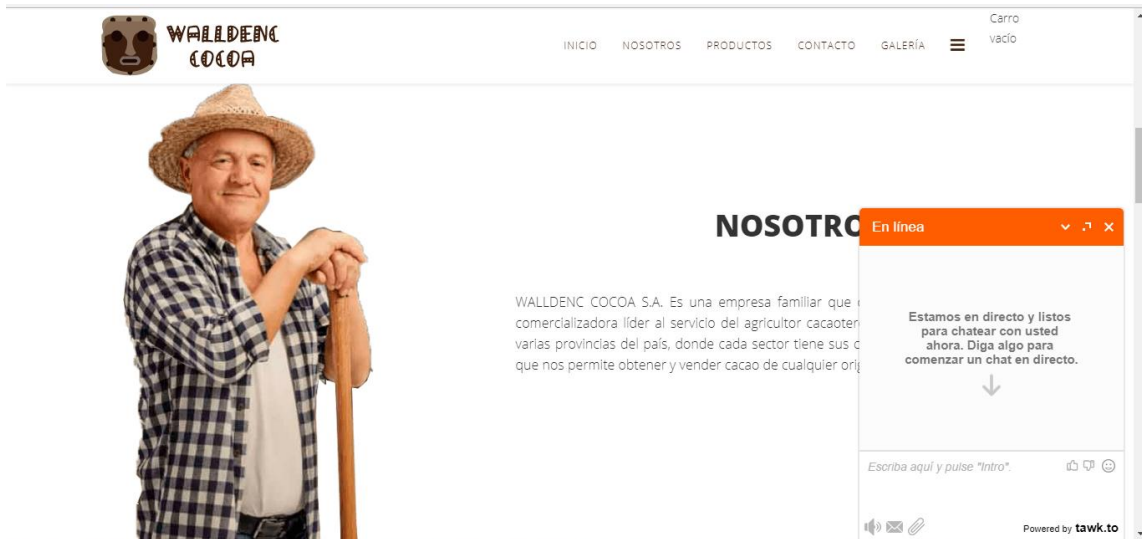 WALLDENC
COCOA
INICIO NOSOTROS PRODUCTOS CONTACTO GALERÍA
Carro
vacío
NOSOTRO
WALLDENC COCOA S.A. Es una empresa familiar que
comercializadora líder al servicio del agricultor
varias provincias del país, donde cada sector tiene sus
que nos permite obtener y vender cacao de cualquier
En línea
Estamos en directo y listos
para chatear con usted
ahora. Diga algo para
comenzar un chat en directo.
Escriba aquí y pulse "Intro".
Powered by tawk.to